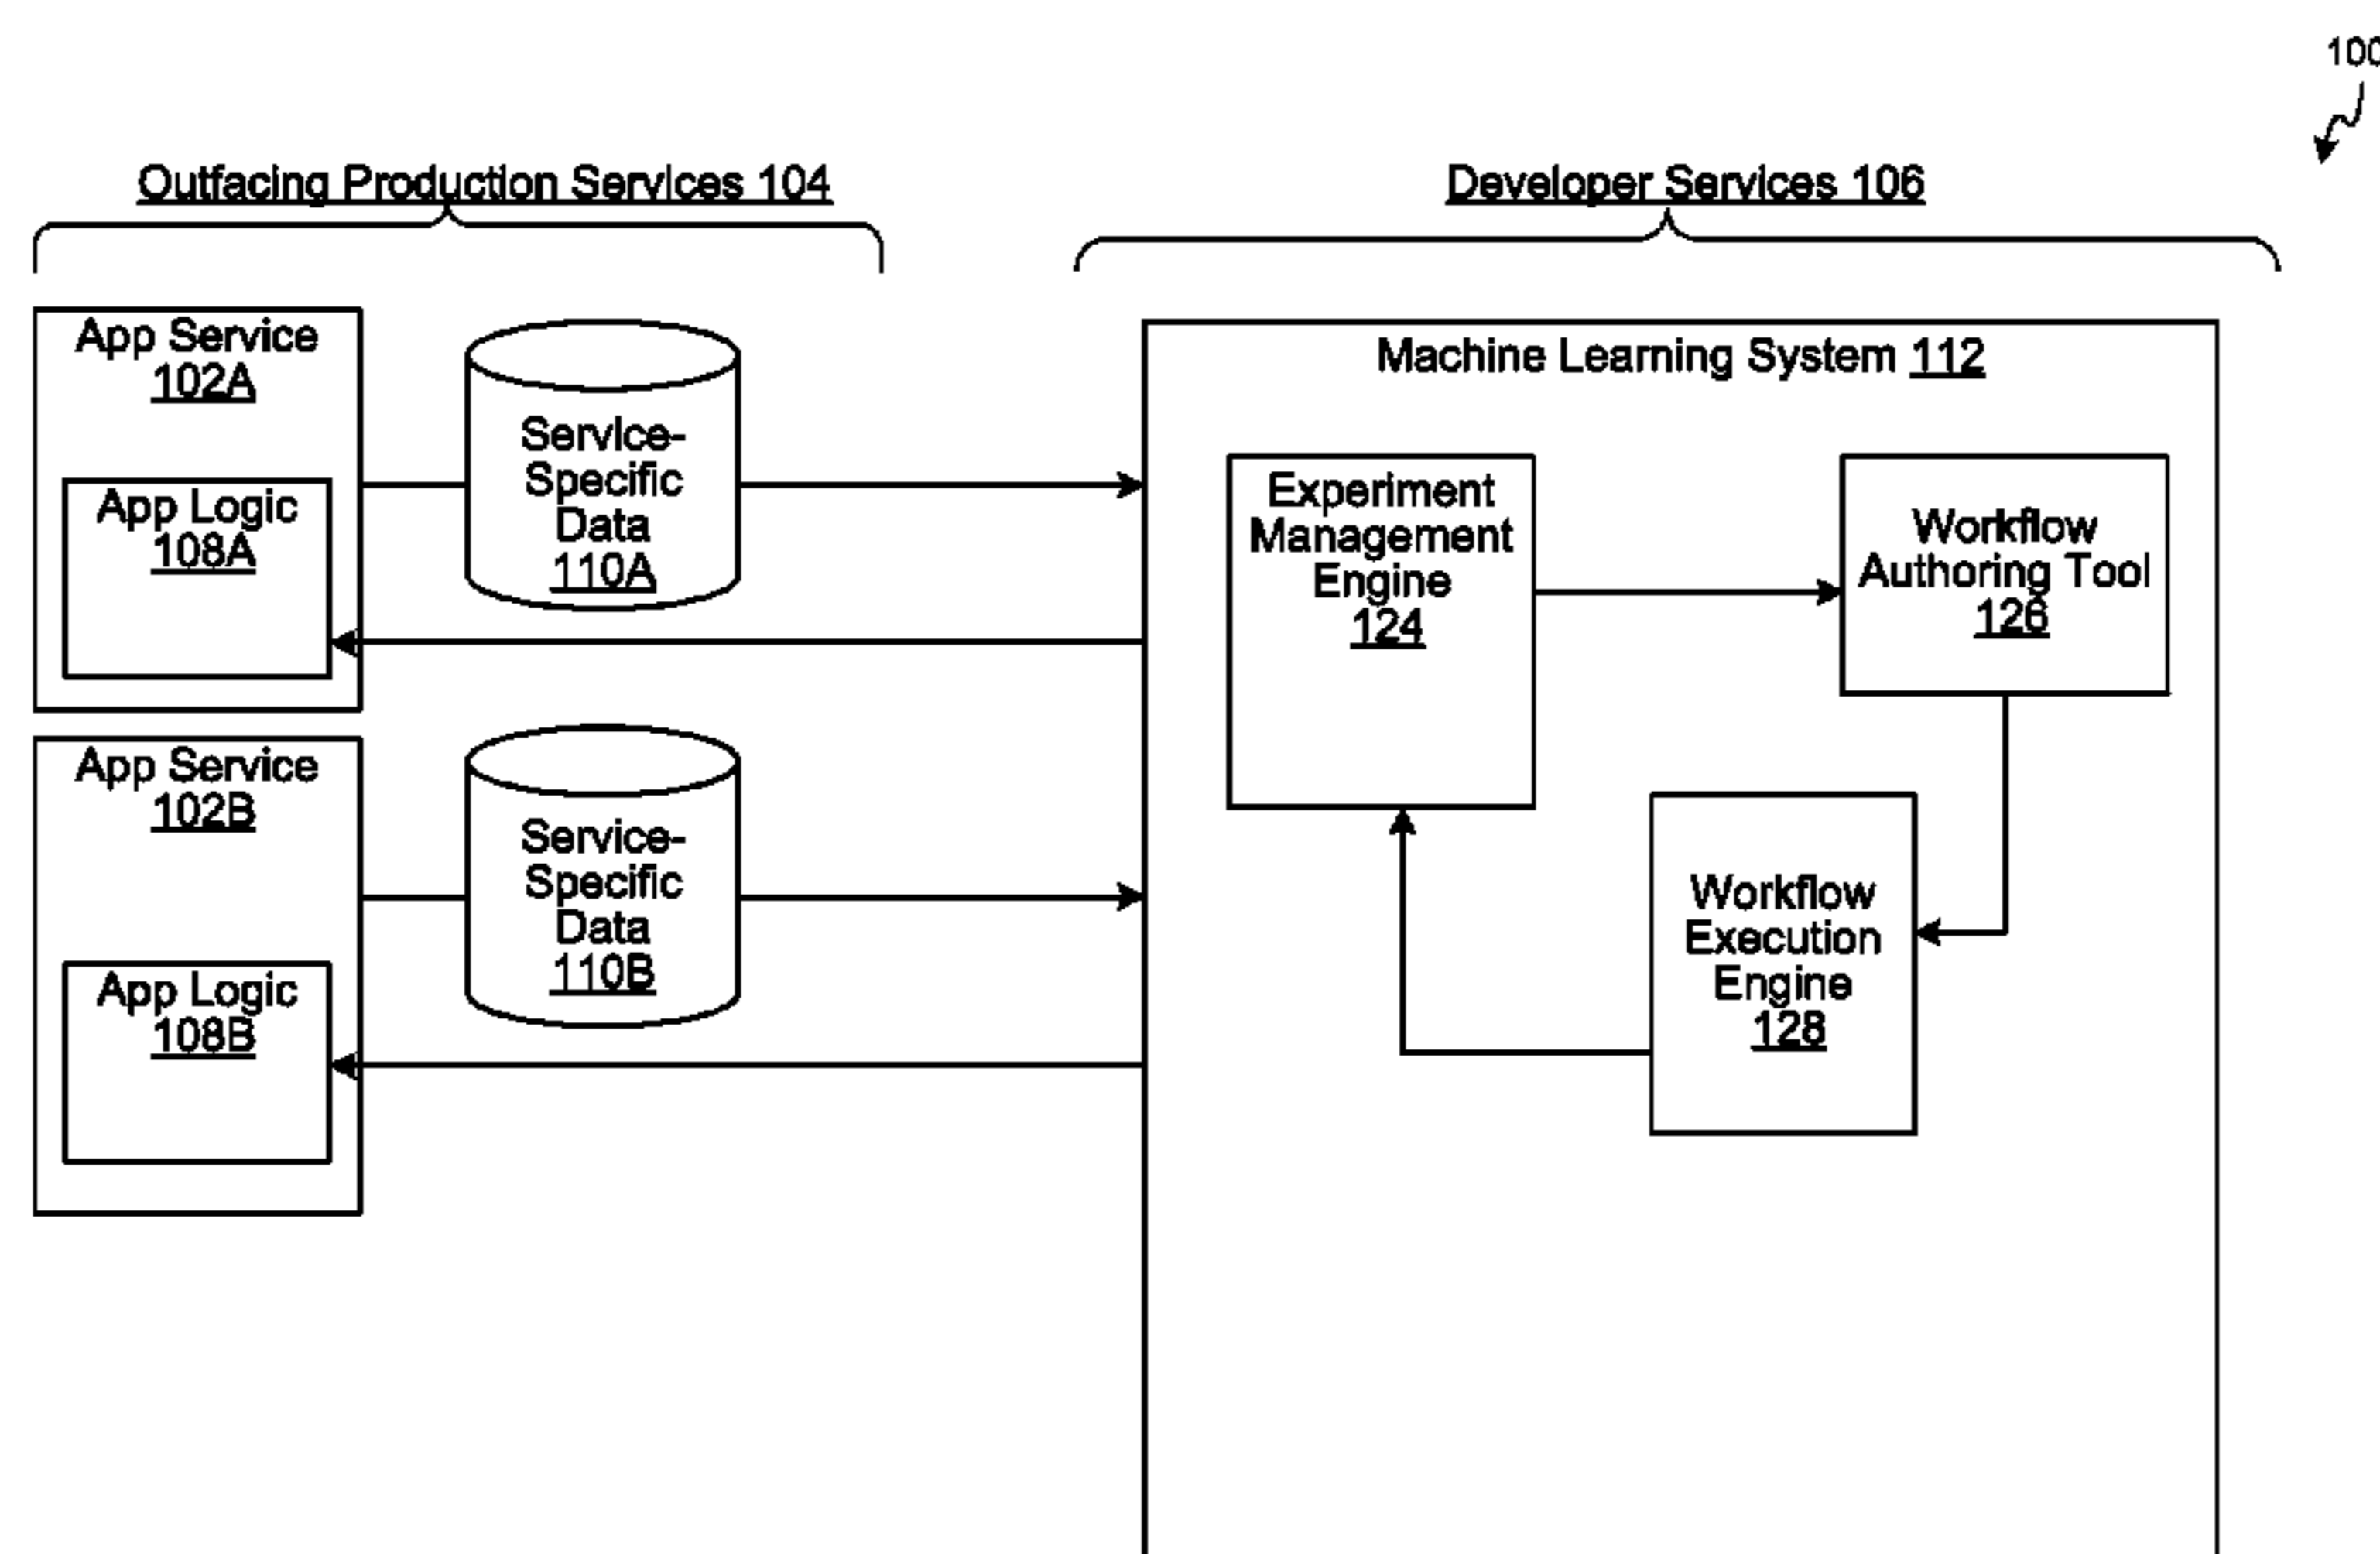 100
Outfacing Production Services 104
Developer Services 106
App Service
102A
App Logic
108A
Service-
Specific
Data
110A
App Service
102B
App Logic
108B
Service-
Specific
Data
110B
Machine Learning System 112
Experiment
Management
Engine
124
Workflow
Authoring Tool
126
Workflow
Execution
Engine
128